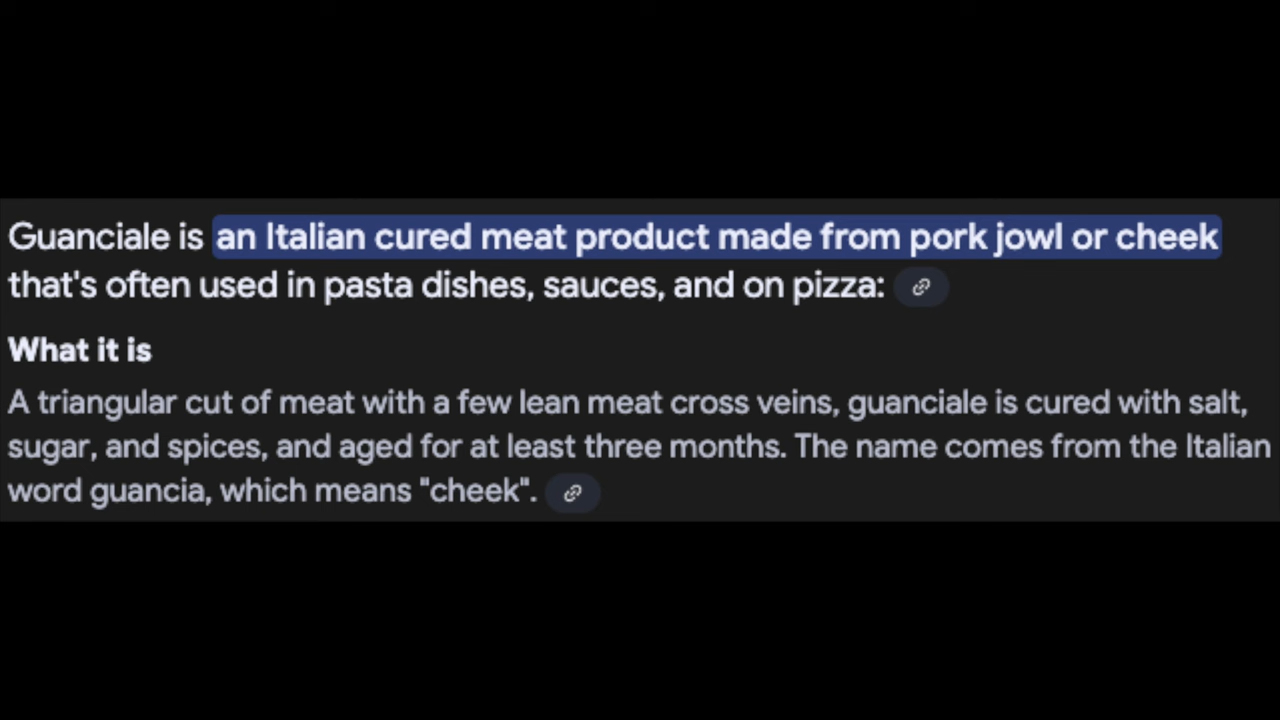 Guanciale is an Italian cured meat product made from pork jowl or cheek
that's often used in pasta dishes, sauces, and on pizza:
What it is
A triangular cut of meat with a few lean meat cross veins, guanciale is cured with salt,
sugar, and spices, and aged for at least three months. The name comes from the Italian
word guancia, which means "cheek".